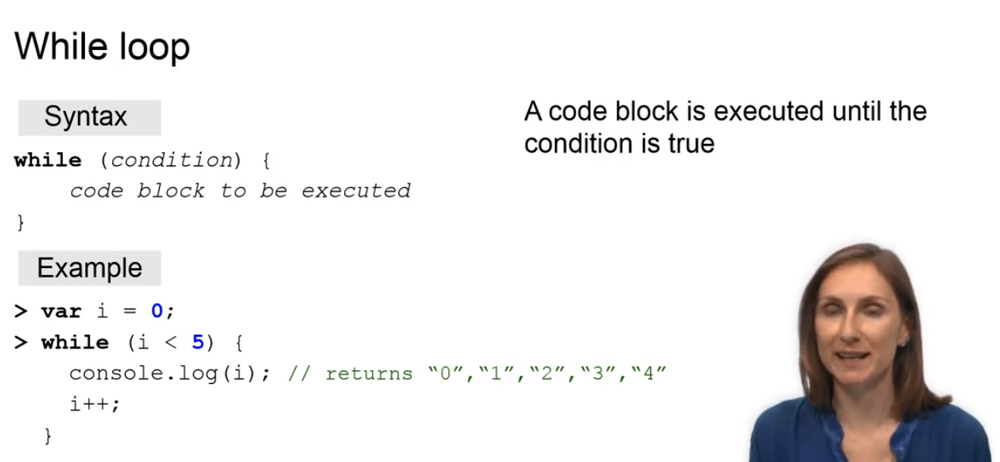 While loop
Syntax
while (condition) {
code block to be executed
}
A code block is executed until the
condition is true
Example
> var i = 0;
> while (i < 5) {
console.log(i); // returns “0”,“1”,“2”,“3”,“4”
i++;
}